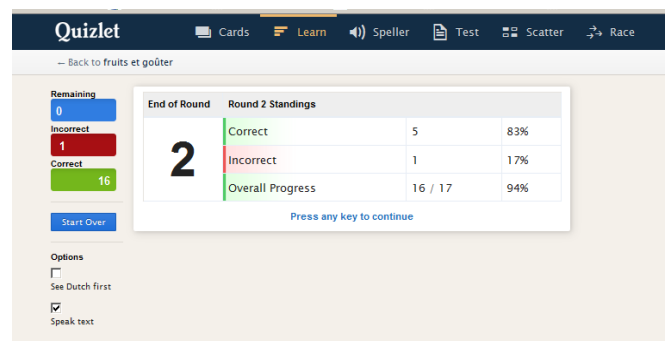 Quizlet
Cards Learn Speller Test Scatter Race
← Back to fruits et goûter
Remaining
0
Incorrect
1
Correct
16
Start Over
Options
See Dutch first
Speak text
End of Round Round 2 Standings
2
Correct 5 83%
Incorrect 1 17%
Overall Progress 16 / 17 94%
Press any key to continue